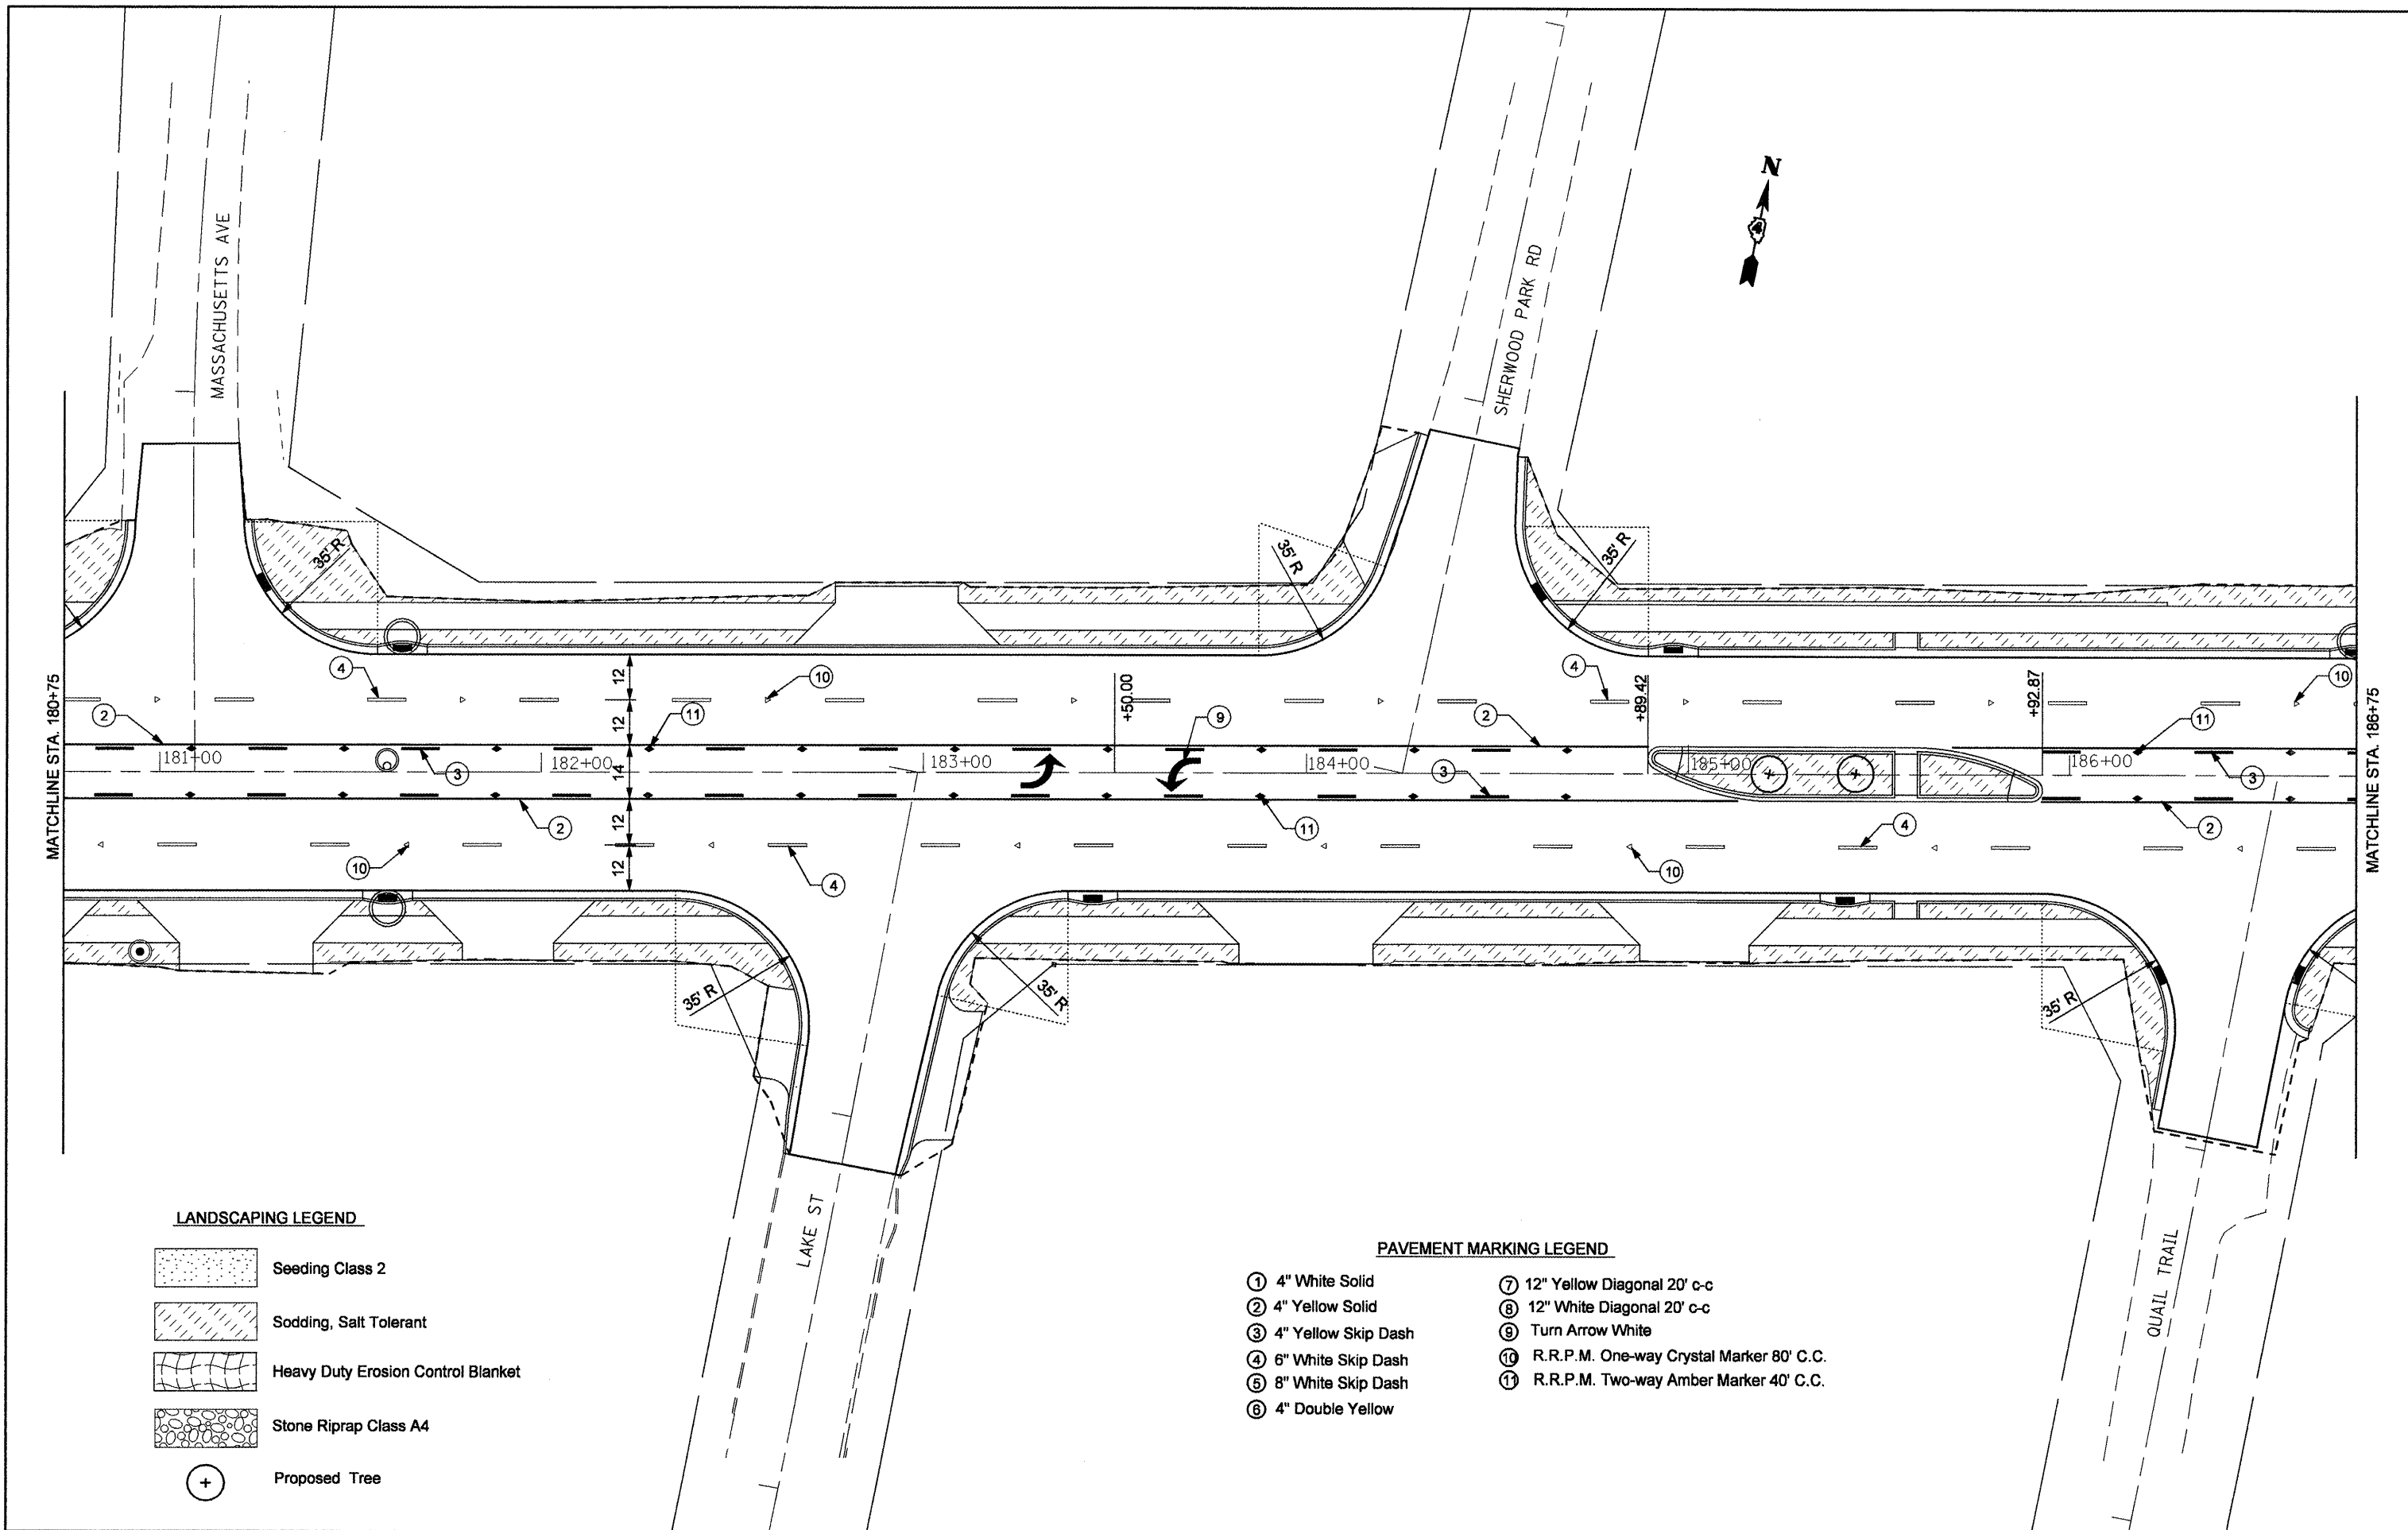 N
4
MASSACHUSETTS AVE
SHERWOOD PARK RD
35' R
35' R
35' R
MATCHLINE STA. 180+75
MATCHLINE STA. 186+75
4
10
4
10
2
11
9
2
11
12
12
14
12
12
+50.00
+89.42
+92.87
181+00
182+00
183+00
184+00
185+00
186+00
3
3
3
2
11
2
10
4
10
4
35' R
35' R
35' R
LAKE ST
QUAIL TRAIL
LANDSCAPING LEGEND
Seeding Class 2
Sodding, Salt Tolerant
Heavy Duty Erosion Control Blanket
Stone Riprap Class A4
+ Proposed Tree
PAVEMENT MARKING LEGEND
1 4" White Solid
2 4" Yellow Solid
3 4" Yellow Skip Dash
4 6" White Skip Dash
5 8" White Skip Dash
6 4" Double Yellow
7 12" Yellow Diagonal 20' c-c
8 12" White Diagonal 20' c-c
9 Turn Arrow White
10 R.R.P.M. One-way Crystal Marker 80' C.C.
11 R.R.P.M. Two-way Amber Marker 40' C.C.